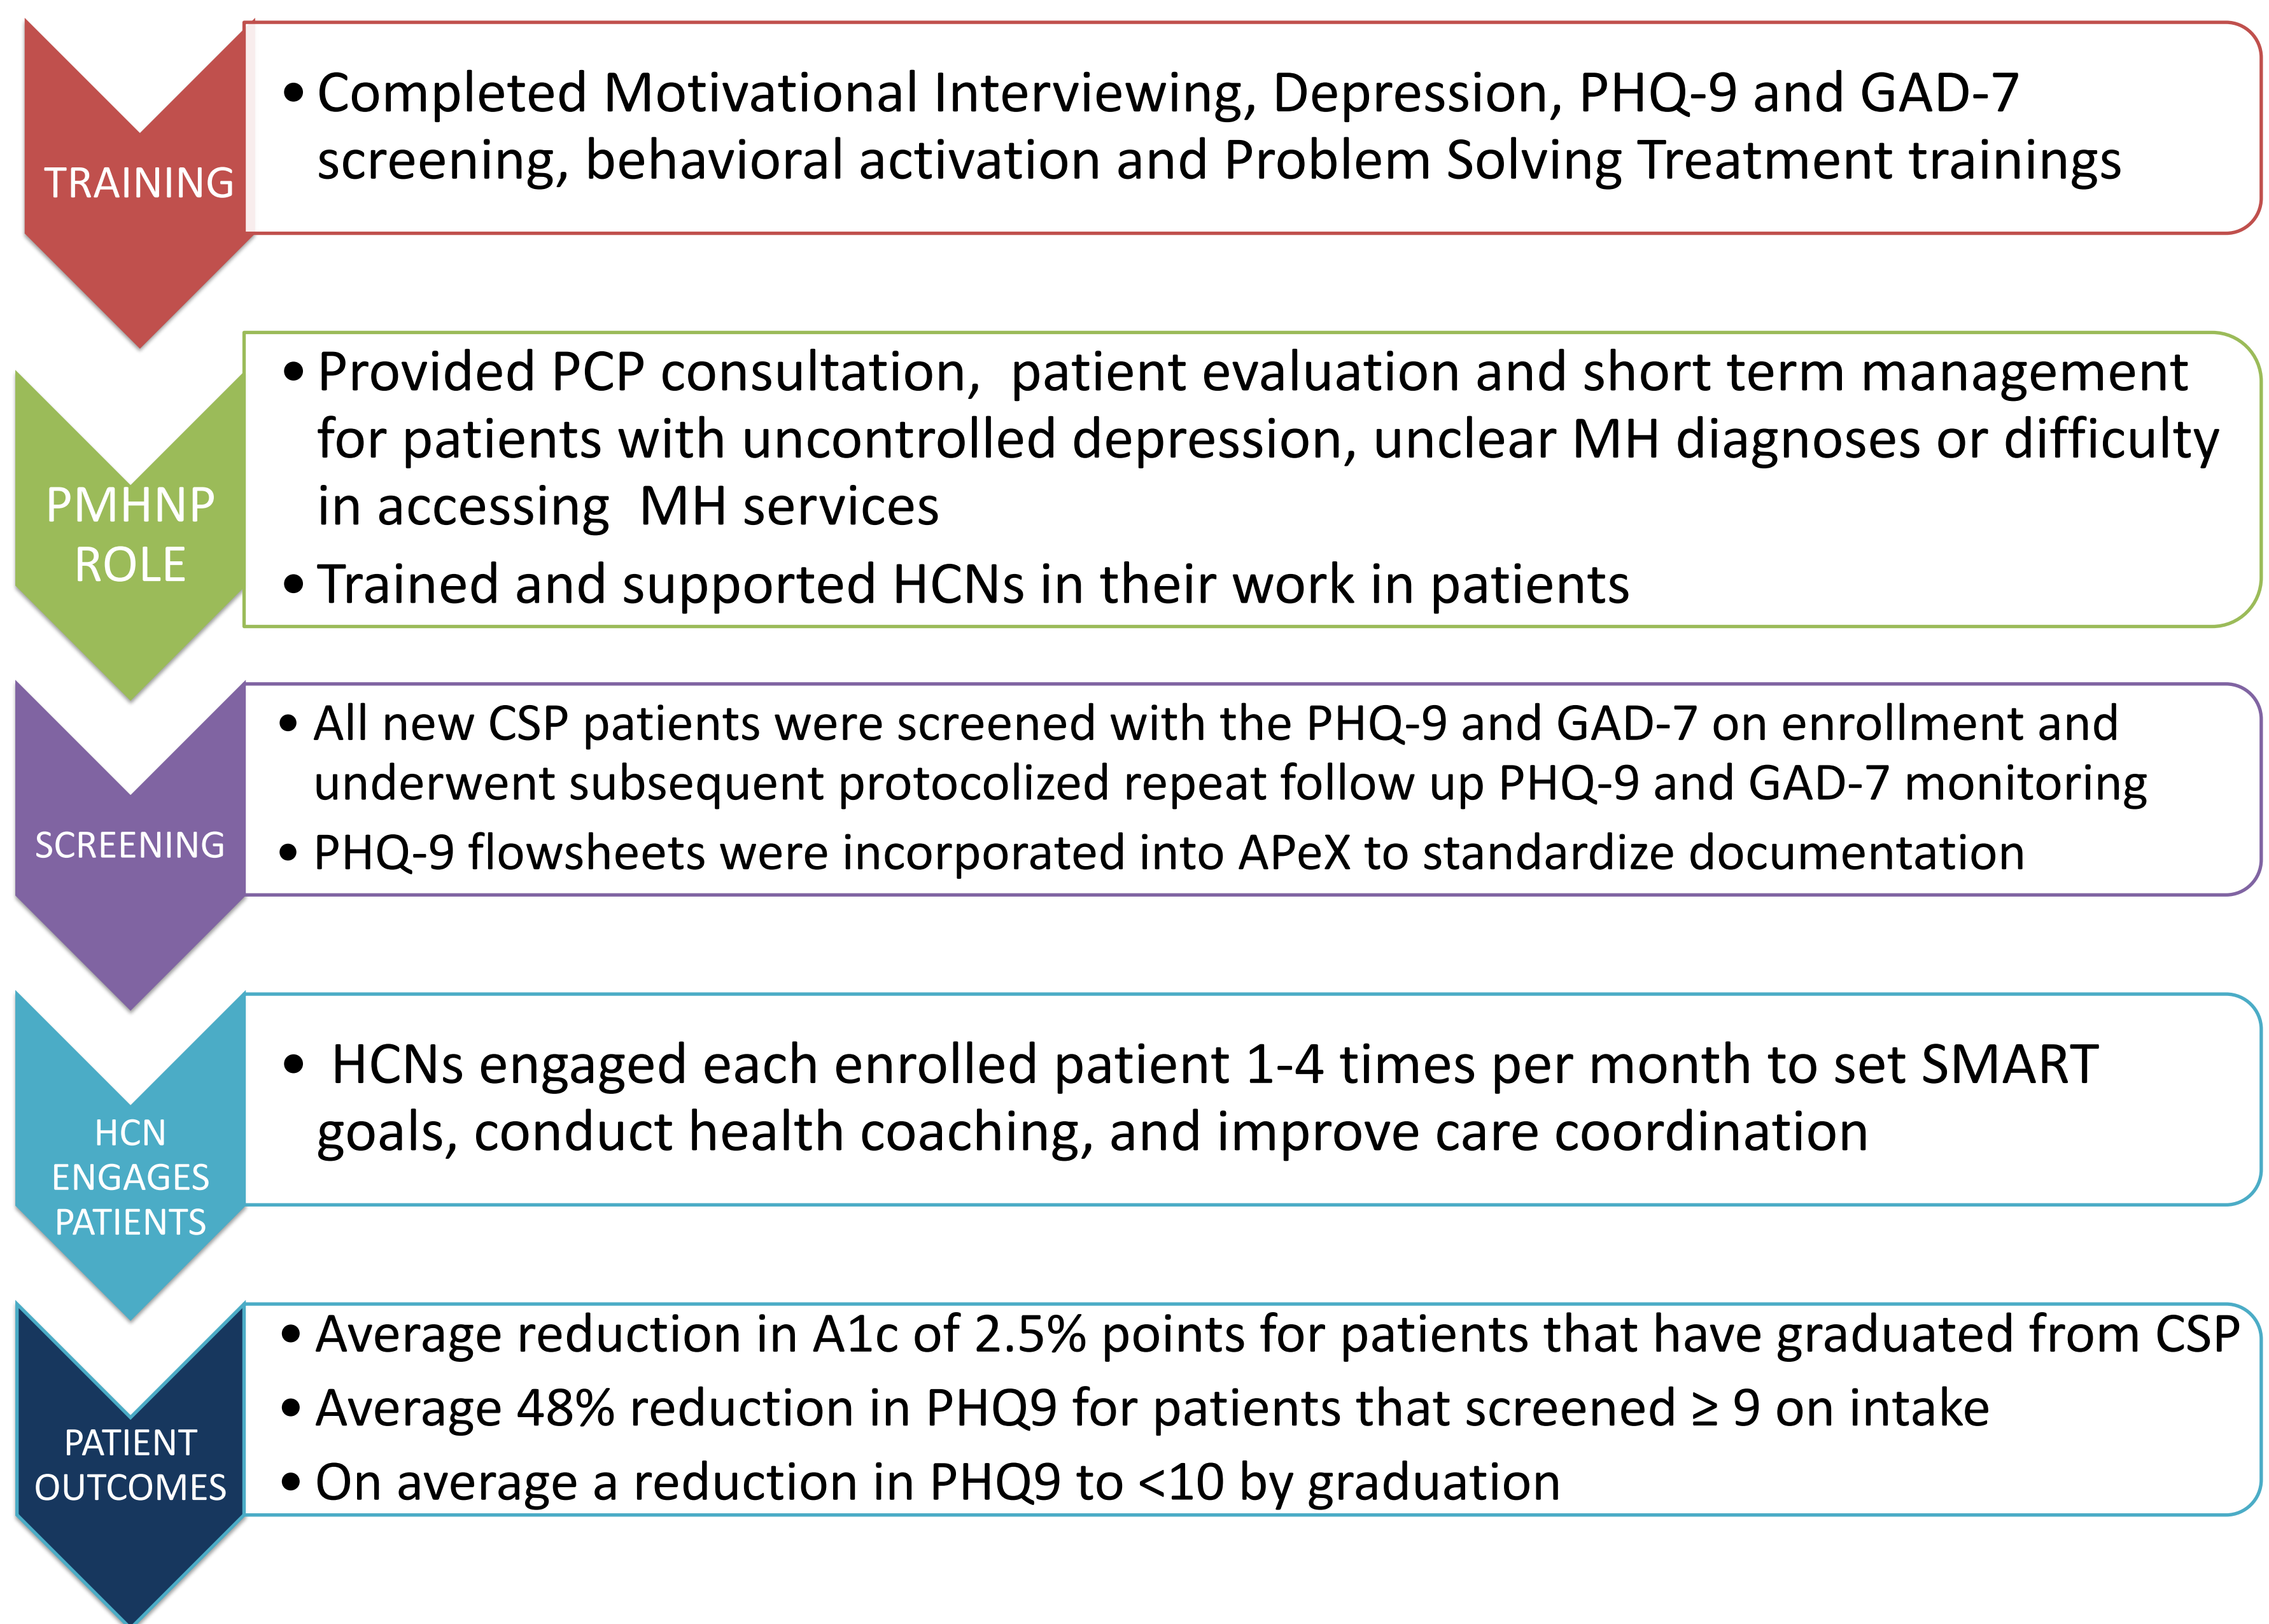 TRAINING
• Completed Motivational Interviewing, Depression, PHQ-9 and GAD-7
screening, behavioral activation and Problem Solving Treatment trainings
PMHNP
ROLE
• Provided PCP consultation,  patient evaluation and short term management
for patients with uncontrolled depression, unclear MH diagnoses or difficulty
in accessing  MH services
• Trained and supported HCNs in their work in patients
SCREENING
• All new CSP patients were screened with the PHQ-9 and GAD-7 on enrollment and
underwent subsequent protocolized repeat follow up PHQ-9 and GAD-7 monitoring
• PHQ-9 flowsheets were incorporated into APeX to standardize documentation
HCN
ENGAGES
PATIENTS
• HCNs engaged each enrolled patient 1-4 times per month to set SMART
goals, conduct health coaching, and improve care coordination
PATIENT
OUTCOMES
• Average reduction in A1c of 2.5% points for patients that have graduated from CSP
• Average 48% reduction in PHQ9 for patients that screened ≥ 9 on intake
• On average a reduction in PHQ9 to <10 by graduation